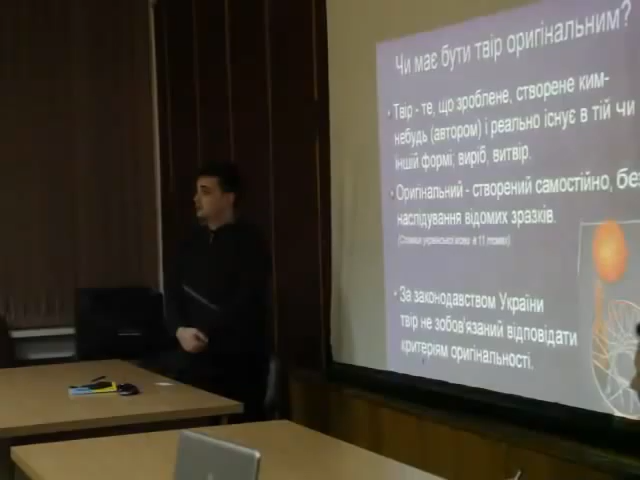 Чи має бути твір оригінальним?
Твір - те, що зроблене, створене ким-
небудь (автором) і реально існує в тій чи
іншій формі; виріб, витвір.
Оригінальний - створений самостійно, без
наслідування відомих зразків.
(Словник української мови в 11 томах)
За законодавством України
твір не зобов'язаний відповідати
критеріям оригінальності.